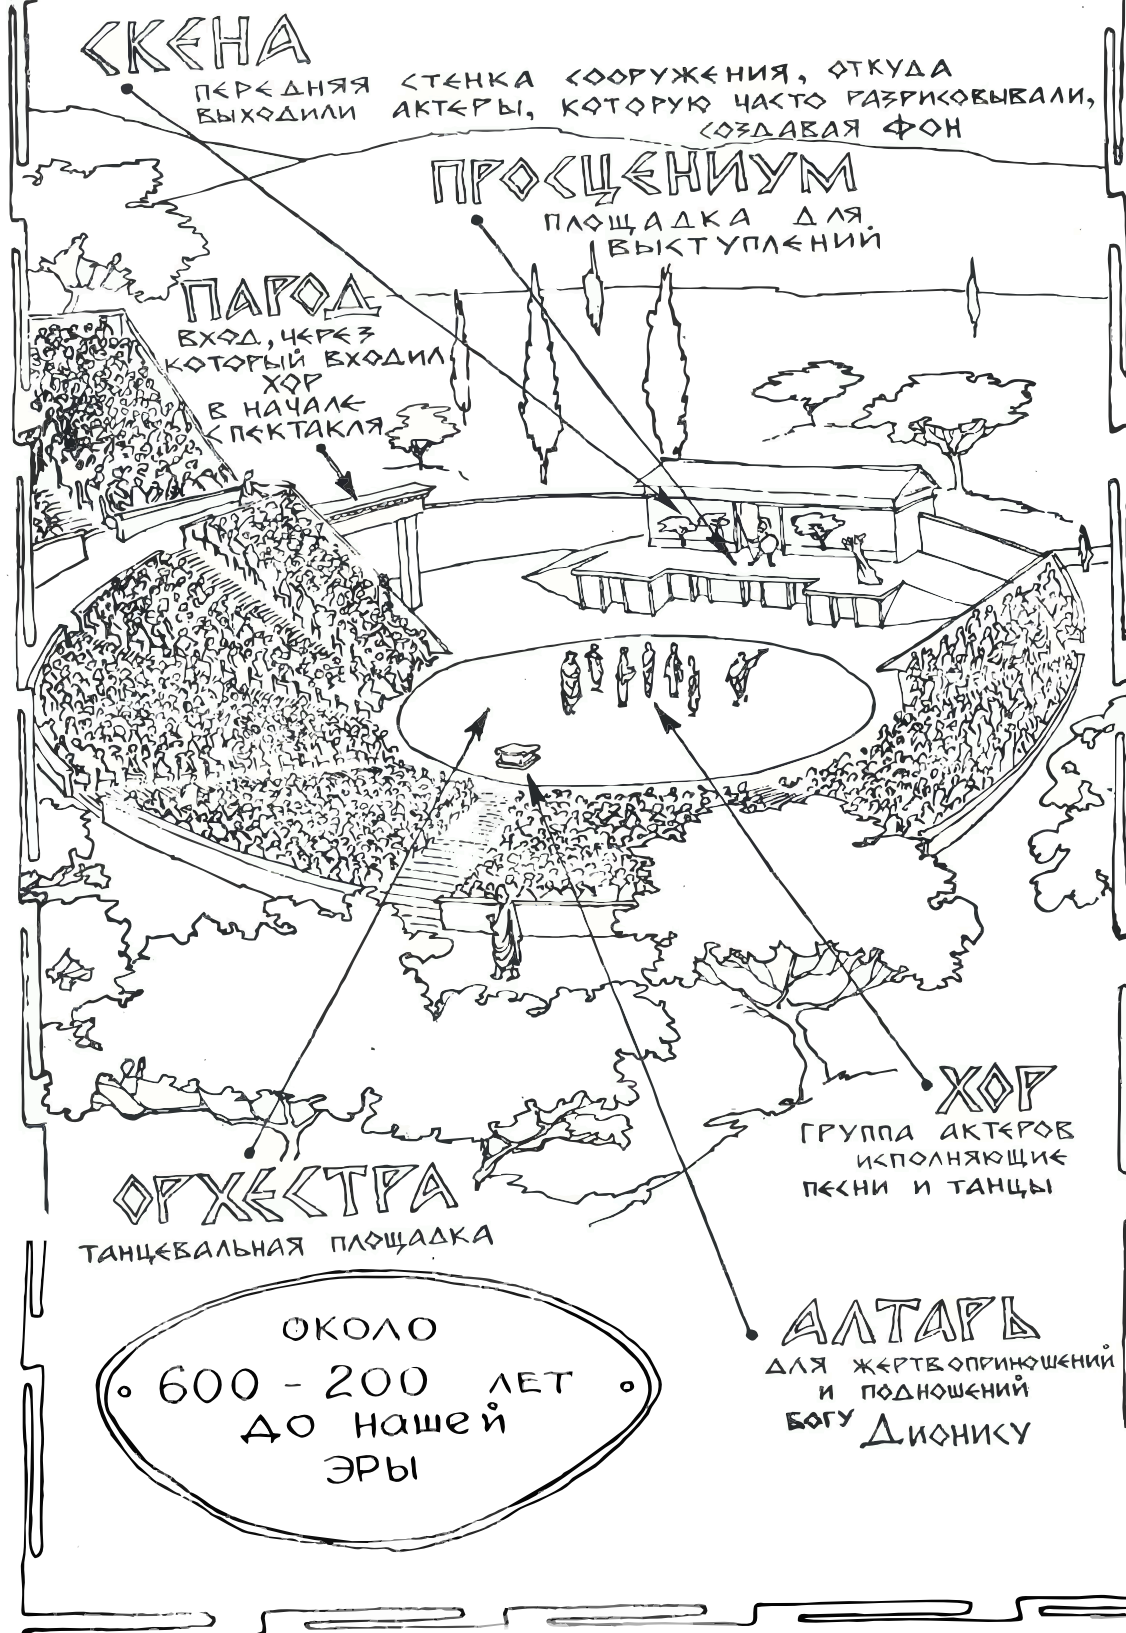 СКЕНА
ПЕРЕДНЯЯ СТЕНКА СООРУЖЕНИЯ, ОТКУДА
ВЫХОДИЛИ АКТЕРЫ, КОТОРУЮ ЧАСТО РАЗРИСОВЫВАЛИ,
СОЗДАВАЯ ФОН
ПРОСЦЕНИУМ
ПЛОЩАДКА ДЛЯ
ВЫСТУПЛЕНИЙ
ПАРОД
ВХОД, ЧЕРЕЗ
КОТОРЫЙ ВХОДИЛ
ХОР
В НАЧАЛЕ
СПЕКТАКЛЯ
ХОР
ГРУППА АКТЕРОВ
ИСПОЛНЯЮЩИЕ
ПЕСНИ И ТАНЦЫ
ОРХЕСТРА
ТАНЦЕВАЛЬНАЯ ПЛОЩАДКА
ОКОЛО
600 - 200 ЛЕТ
ДО НАШЕЙ
ЭРЫ
АЛТАРЬ
ДЛЯ ЖЕРТВОПРИНОШЕНИЙ
И ПОДНОШЕНИЙ
БОГУ ДИОНИСУ